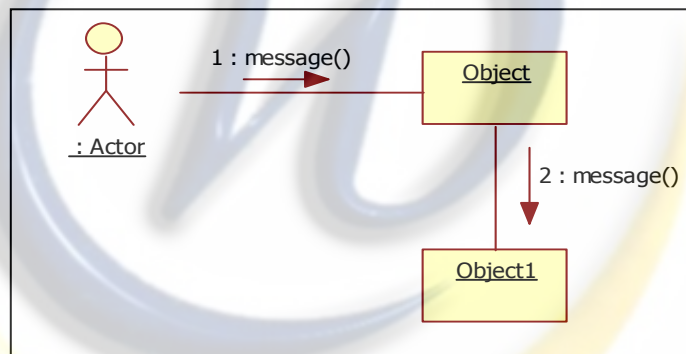 1 : message()
Object
: Actor
2 : message()
Object1